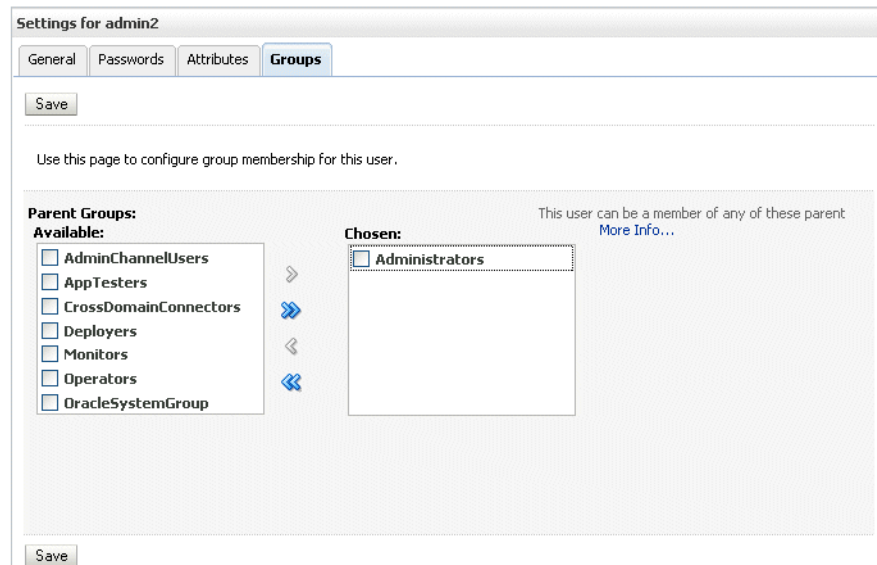 Settings for admin2
General Passwords Attributes Groups
Save
Use this page to configure group membership for this user.
Parent Groups:
Available:
AdminChannelUsers
AppTesters
CrossDomainConnectors
Deployers
Monitors
Operators
OracleSystemGroup
Chosen:
Administrators
This user can be a member of any of these parent
More Info...
Save